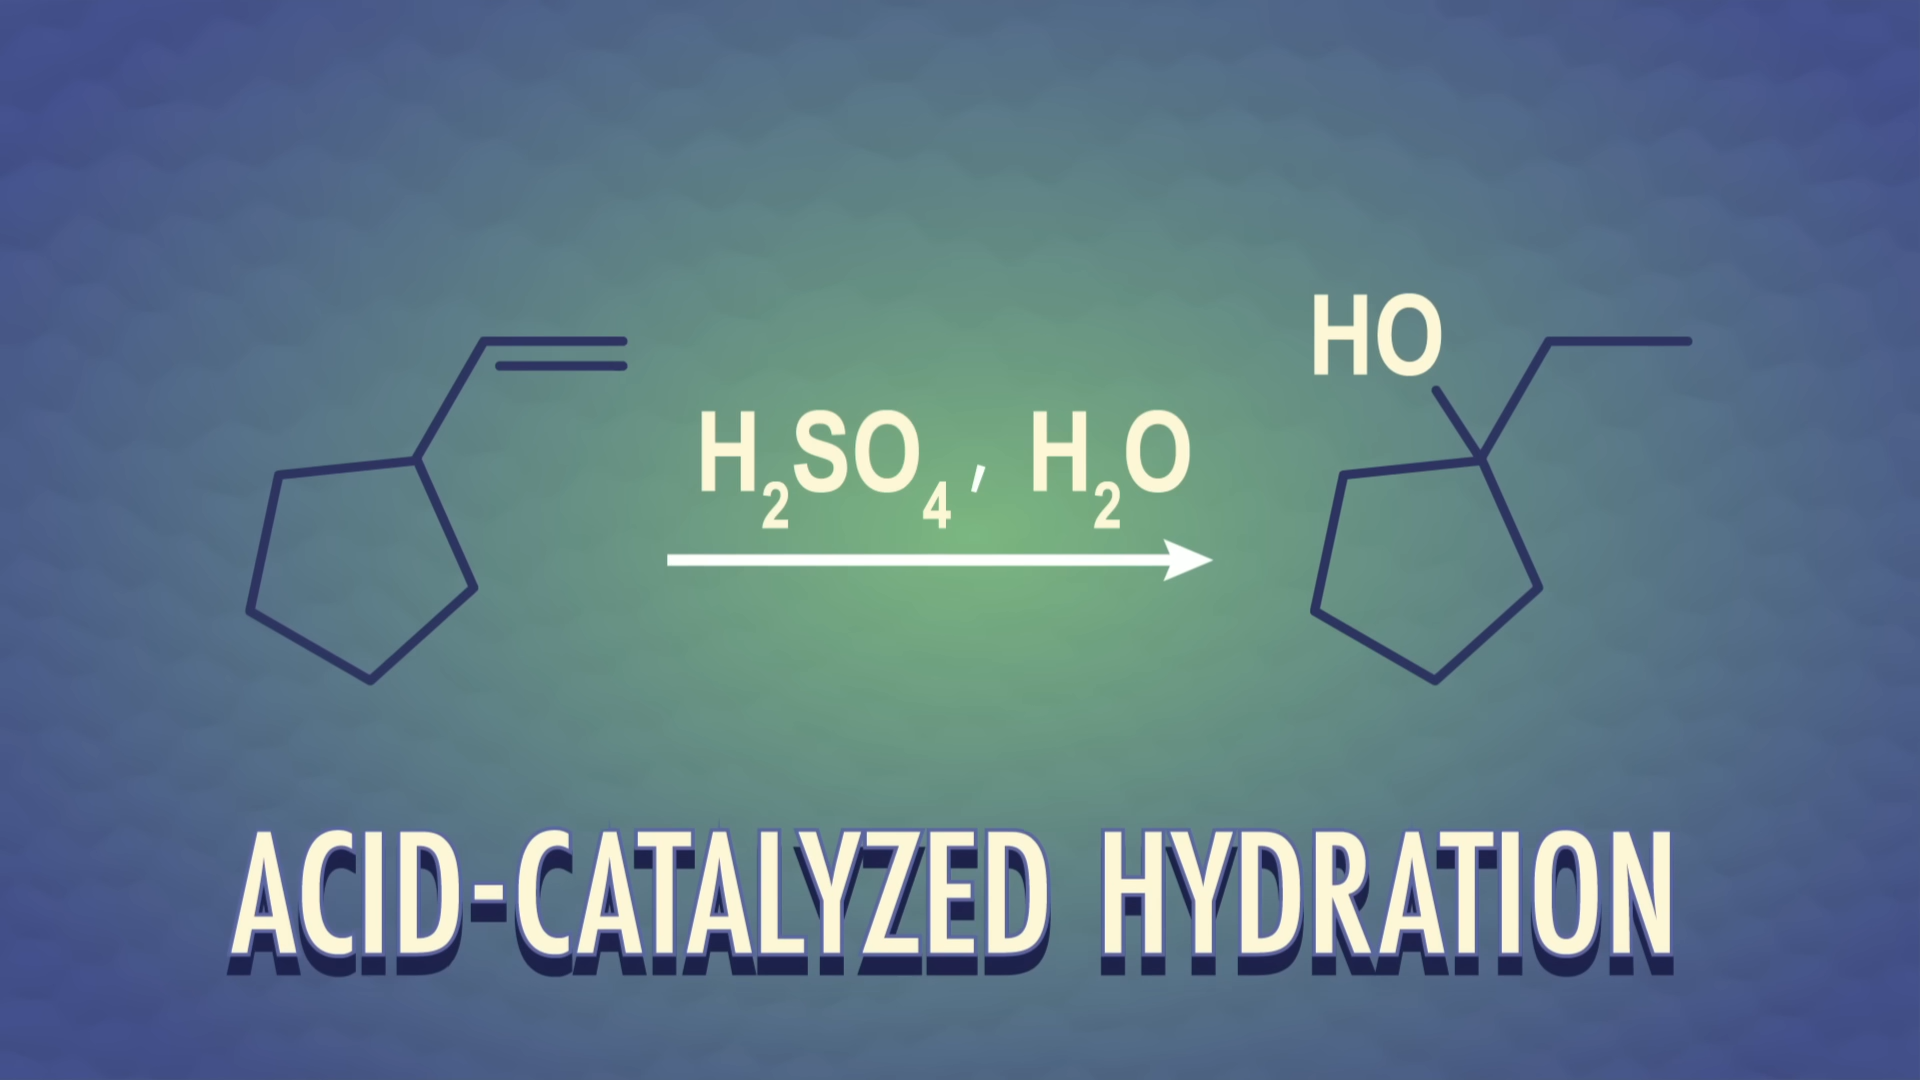 HO
H₂SO₄, H₂O
ACID-CATALYZED HYDRATION